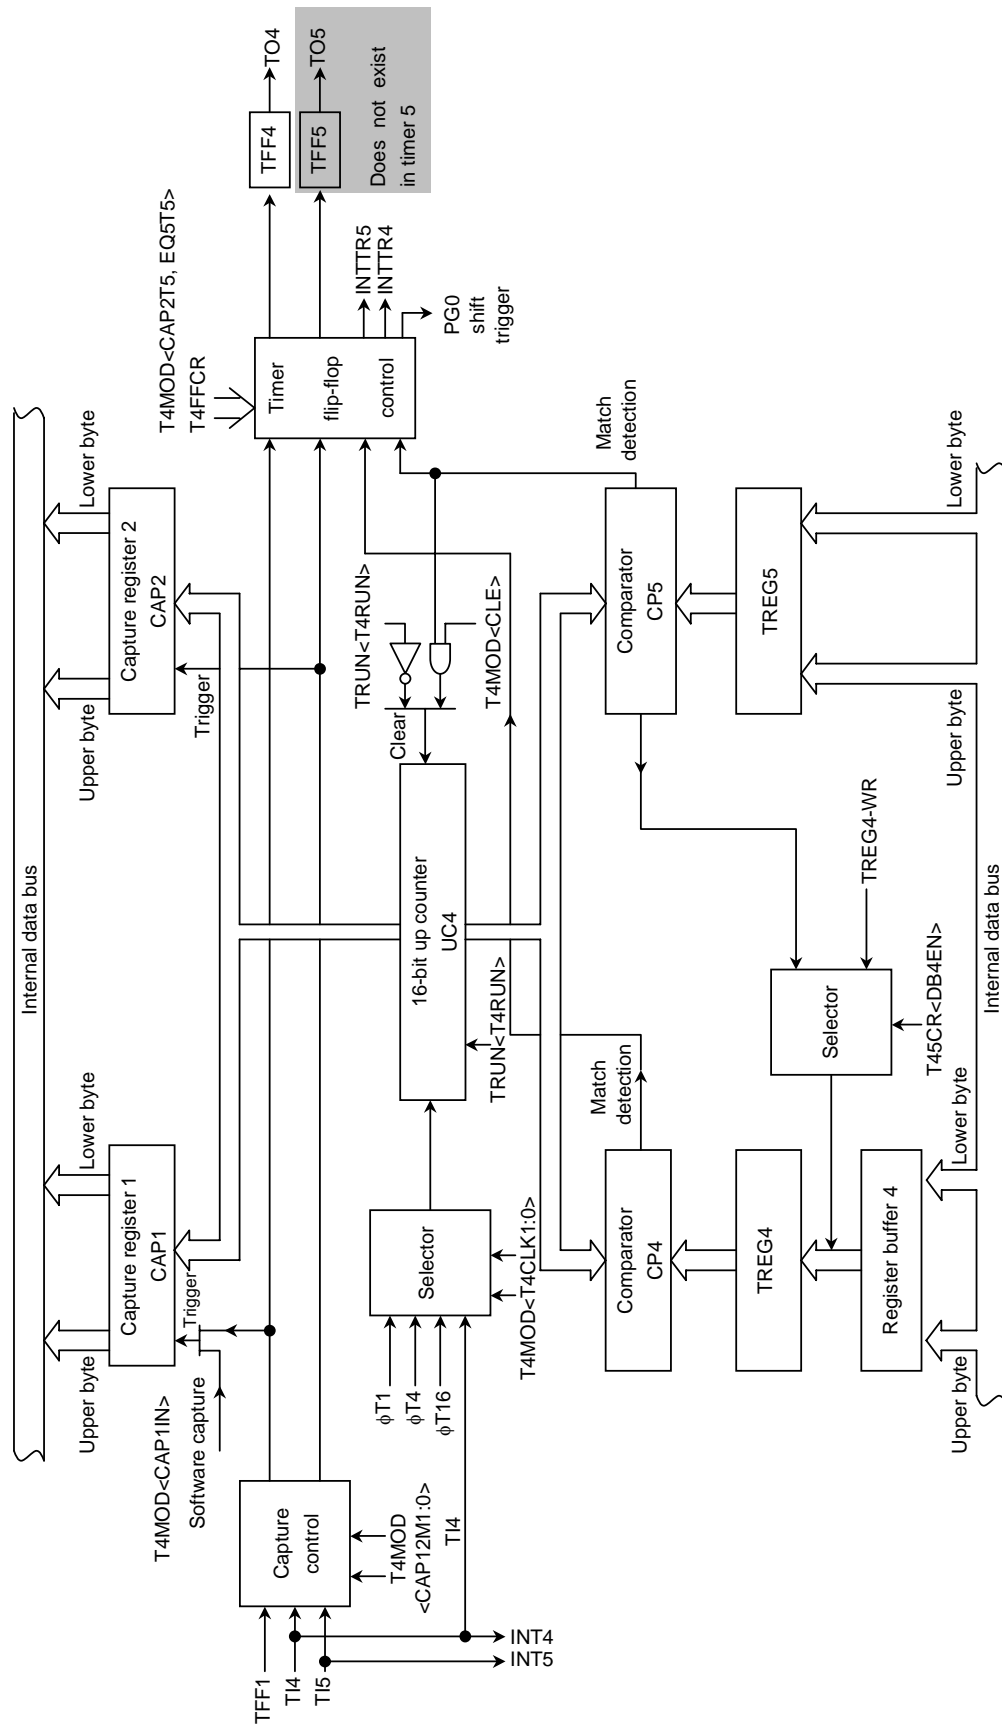 Internal data bus
Upper byte
Lower byte
Upper byte
Lower byte
Capture register 1
CAP1
Capture register 2
CAP2
T4MOD<CAP1IN>
Software capture
Trigger
Trigger
T4MOD<CAP2T5, EQ5T5>
T4FFCR
TFF1
TI4
TI5
Capture
control
T4MOD
<CAP12M1:0>
TI4
INT4
INT5
φT1
φT4
φT16
Selector
T4MOD<T4CLK1:0>
16-bit up counter
UC4
TRUN<T4RUN>
Clear
TRUN<T4RUN>
T4MOD<CLE>
Timer
flip-flop
control
TFF4
TO4
TFF5
TO5
Does not exist
in timer 5
INTTR5
INTTR4
PG0
shift
trigger
Match
detection
Match
detection
Comparator
CP4
Comparator
CP5
TREG4
TREG5
Register buffer 4
Selector
TREG4-WR
T45CR<DB4EN>
Upper byte
Lower byte
Upper byte
Lower byte
Internal data bus